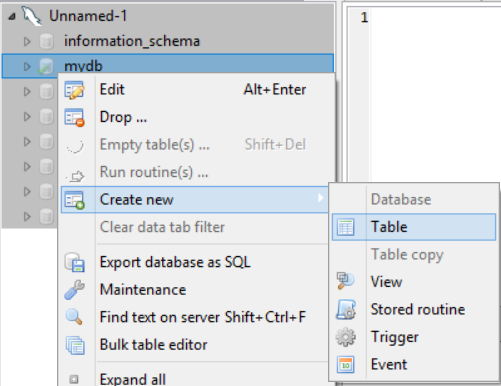 Unnamed-1
1
information_schema
mydb
Edit Alt+Enter
Drop ...
Empty table(s) ... Shift+Del
Run routine(s) ...
Create new
Clear data tab filter
Export database as SQL
Maintenance
Find text on server Shift+Ctrl+F
Bulk table editor
Expand all
Database
Table
Table copy
View
Stored routine
Trigger
Event